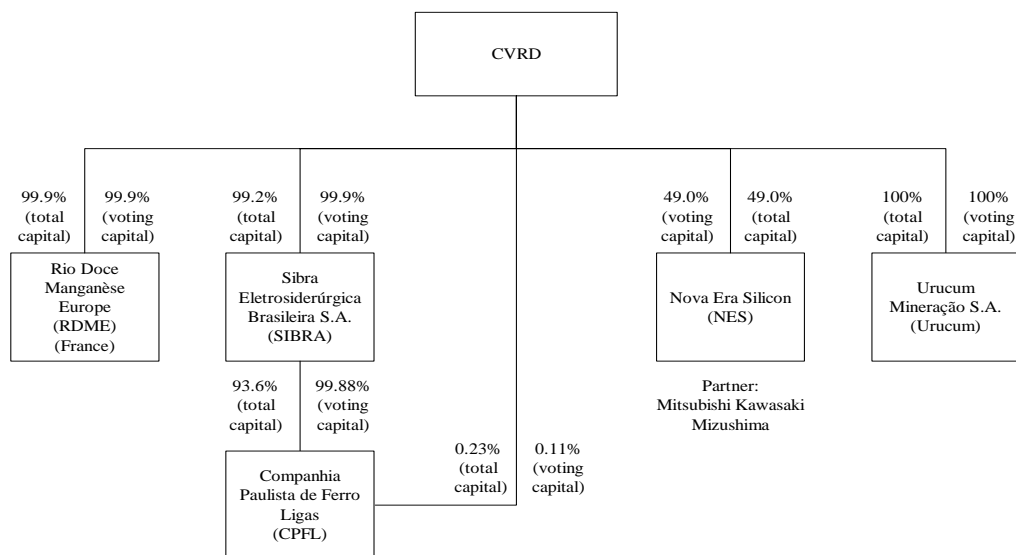 CVRD
99.9%
(total
capital)
99.9%
(voting
capital)
99.2%
(total
capital)
99.9%
(voting
capital)
49.0%
(voting
capital)
49.0%
(total
capital)
100%
(total
capital)
100%
(voting
capital)
Rio Doce
Manganèse
Europe
(RDME)
(France)
Sibra
Eletrosiderúrgica
Brasileira S.A.
(SIBRA)
Nova Era Silicon
(NES)
Urucum
Mineração S.A.
(Urucum)
93.6%
(total
capital)
99.88%
(voting
capital)
Partner:
Mitsubishi Kawasaki
Mizushima
0.23%
(total
capital)
0.11%
(voting
capital)
Companhia
Paulista de Ferro
Ligas
(CPFL)